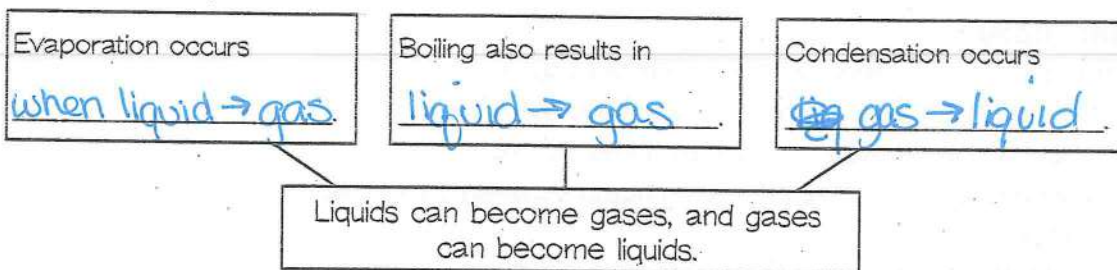 Evaporation occurs
when liquid → gas.
Boiling also results in
liquid → gas.
Condensation occurs
gas → liquid.
Liquids can become gases, and gases
can become liquids.